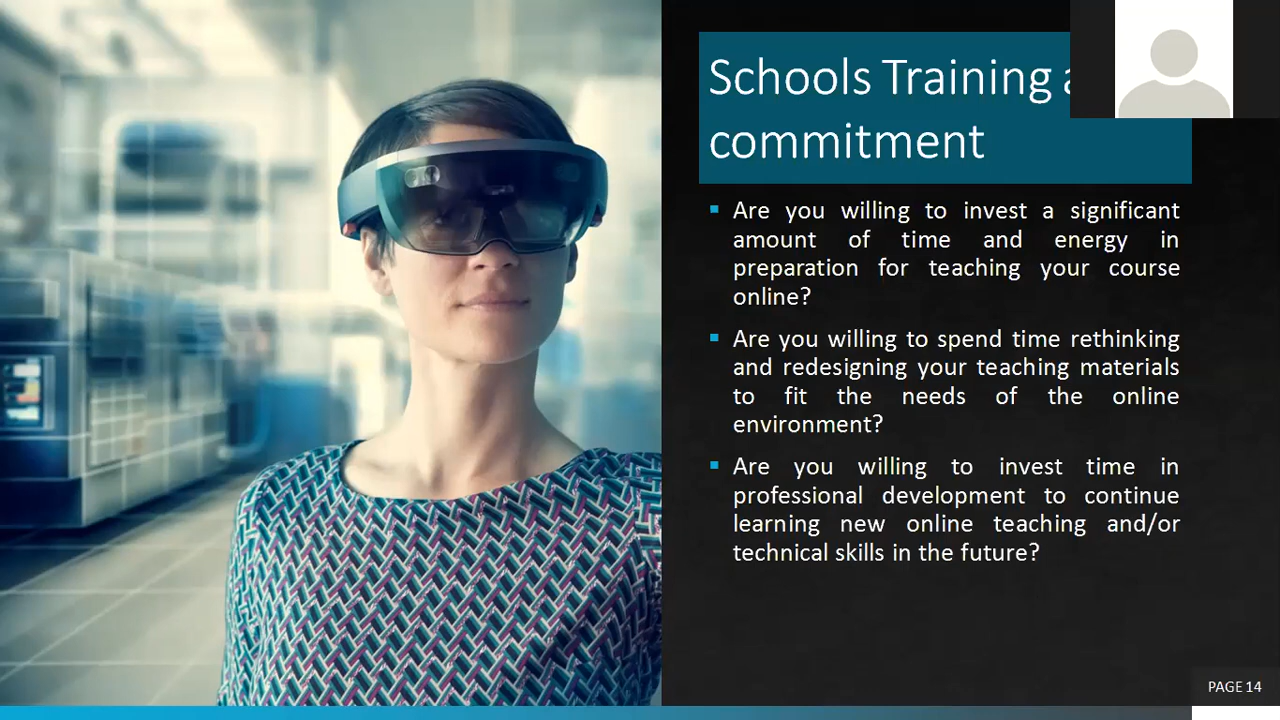 Schools Training
commitment
▪ Are you willing to invest a significant
amount of time and energy in
preparation for teaching your course
online?
▪ Are you willing to spend time rethinking
and redesigning your teaching materials
to fit the needs of the online
environment?
▪ Are you willing to invest time in
professional development to continue
learning new online teaching and/or
technical skills in the future?
PAGE 14